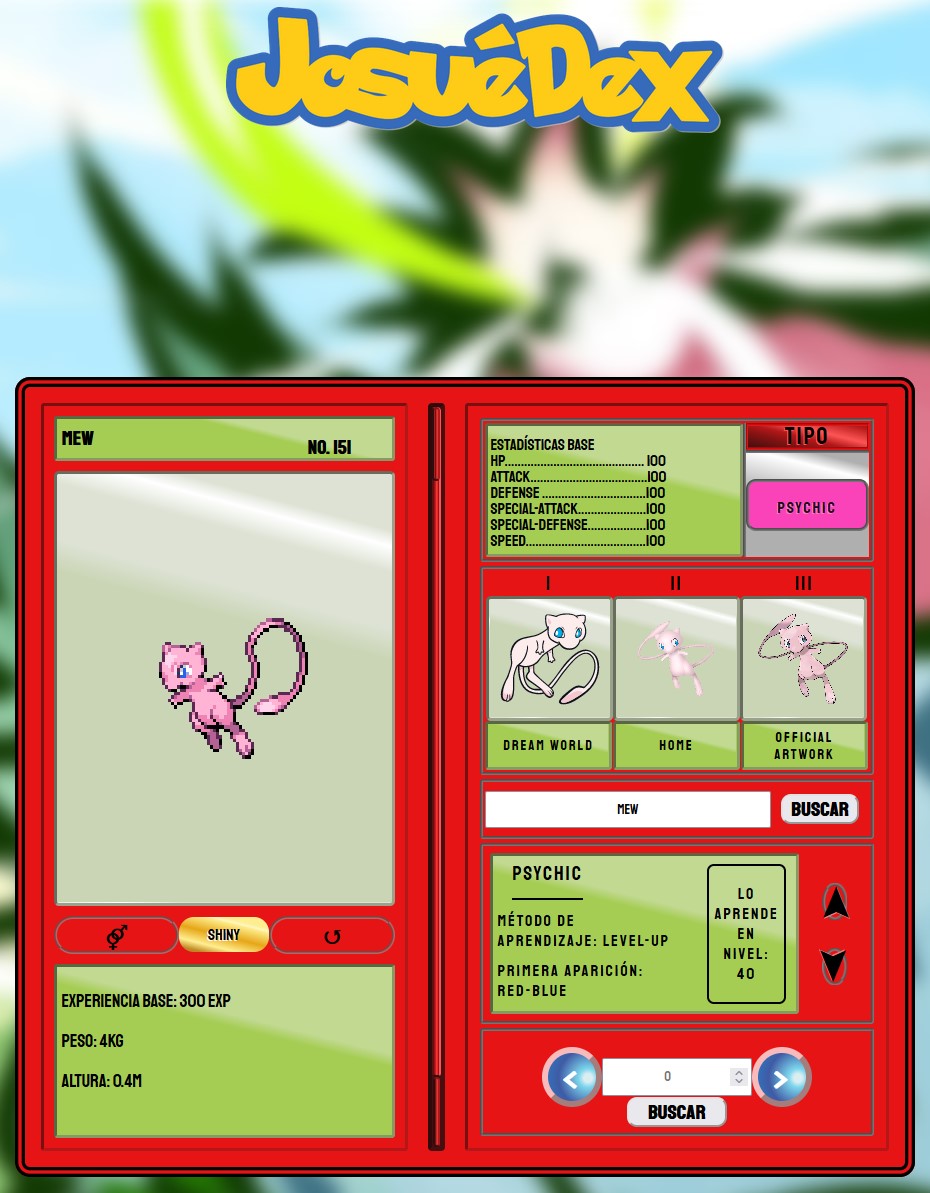 JosuéDex
MEW
NO. 151
ESTADÍSTICAS BASE
HP.............................................. 100
ATTACK...........................................100
DEFENSE ..................................100
SPECIAL-ATTACK.......................100
SPECIAL-DEFENSE...................100
SPEED........................................100
TIPO
PSYCHIC
I
II
III
DREAM WORLD
HOME
OFFICIAL
ARTWORK
MEW
BUSCAR
SHINY
EXPERIENCIA BASE: 300 EXP
PESO: 4KG
ALTURA: 0.4M
PSYCHIC
MÉTODO DE
APRENDIZAJE: LEVEL-UP
PRIMERA APARICIÓN:
RED-BLUE
LO
APRENDE
EN
NIVEL:
40
0
BUSCAR